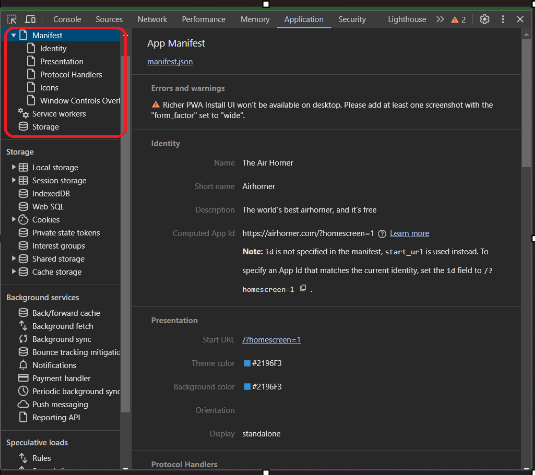 Console Sources Network Performance Memory Application Security Lighthouse 2
Manifest
Identity
Presentation
Protocol Handlers
Icons
Window Controls Overl
Service workers
Storage
Storage
Local storage
Session storage
IndexedDB
Web SQL
Cookies
Private state tokens
Interest groups
Shared storage
Cache storage
Background services
Back/forward cache
Background fetch
Background sync
Bounce tracking mitigatio
Notifications
Payment handler
Periodic background sync
Push messaging
Reporting API
Speculative loads
Rules
App Manifest
manifest.json
Errors and warnings
Richer PWA Install UI won't be available on desktop. Please add at least one screenshot with the
"form_factor" set to "wide".
Identity
Name The Air Horner
Short name Airhorner
Description The world's best airhorner, and it's free
Computed App Id https://airhorner.com/?homescreen=1 Learn more
Note: id is not specified in the manifest, start_url is used instead. To
specify an App Id that matches the current identity, set the id field to /?
homescreen=1 .
Presentation
Start URL /?homescreen=1
Theme color #2196F3
Background color #2196F3
Orientation
Display standalone
Protocol Handlers